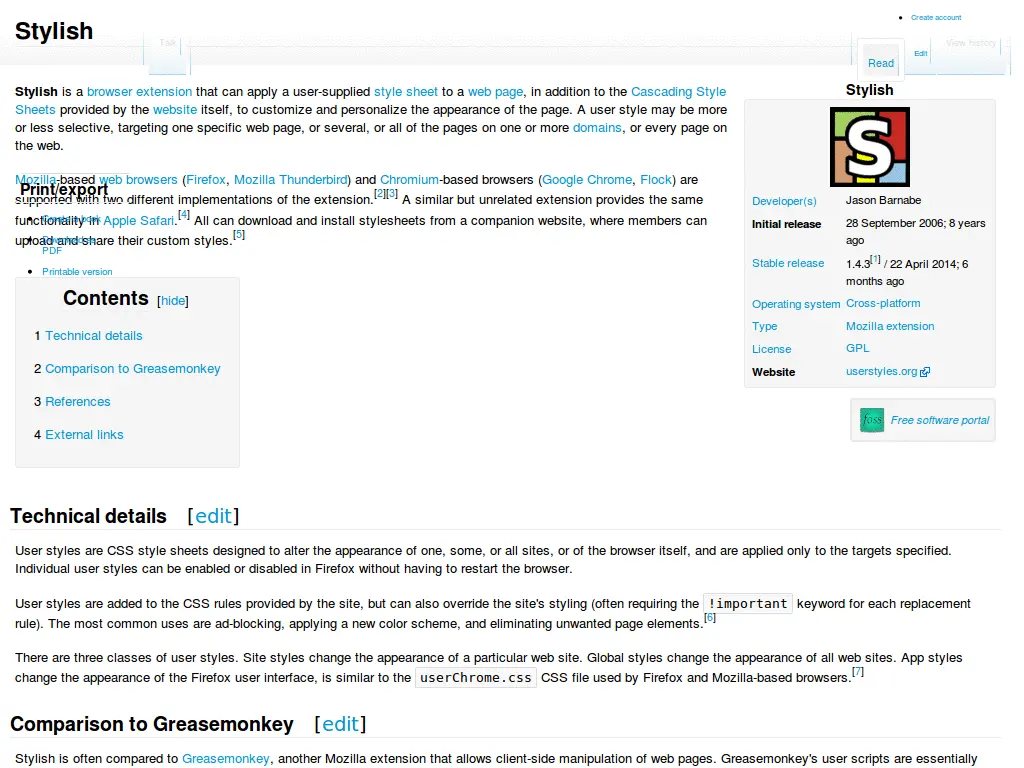 Create account
Stylish
Talk
Read
Edit
View history
Stylish is a browser extension that can apply a user-supplied style sheet to a web page, in addition to the Cascading Style
Sheets provided by the website itself, to customize and personalize the appearance of the page. A user style may be more
or less selective, targeting one specific web page, or several, or all of the pages on one or more domains, or every page on
the web.
Mozilla-based web browsers (Firefox, Mozilla Thunderbird) and Chromium-based browsers (Google Chrome, Flock) are
supported with two different implementations of the extension.[2][3] A similar but unrelated extension provides the same
functionality in Apple Safari.[4] All can download and install stylesheets from a companion website, where members can
upload and share their custom styles.[5]
Print/export
PDF
Printable version
Stylish
S
Developer(s) Jason Barnabe
Initial release 28 September 2006; 8 years
ago
Stable release 1.4.3[1] / 22 April 2014; 6
months ago
Operating system Cross-platform
Type Mozilla extension
License GPL
Website userstyles.org
foss Free software portal
Contents [hide]
1 Technical details
2 Comparison to Greasemonkey
3 References
4 External links
Technical details [edit]
User styles are CSS style sheets designed to alter the appearance of one, some, or all sites, or of the browser itself, and are applied only to the targets specified.
Individual user styles can be enabled or disabled in Firefox without having to restart the browser.
User styles are added to the CSS rules provided by the site, but can also override the site's styling (often requiring the !important keyword for each replacement
rule). The most common uses are ad-blocking, applying a new color scheme, and eliminating unwanted page elements.[6]
There are three classes of user styles. Site styles change the appearance of a particular web site. Global styles change the appearance of all web sites. App styles
change the appearance of the Firefox user interface, is similar to the userChrome.css CSS file used by Firefox and Mozilla-based browsers.[7]
Comparison to Greasemonkey [edit]
Stylish is often compared to Greasemonkey, another Mozilla extension that allows client-side manipulation of web pages. Greasemonkey's user scripts are essentially